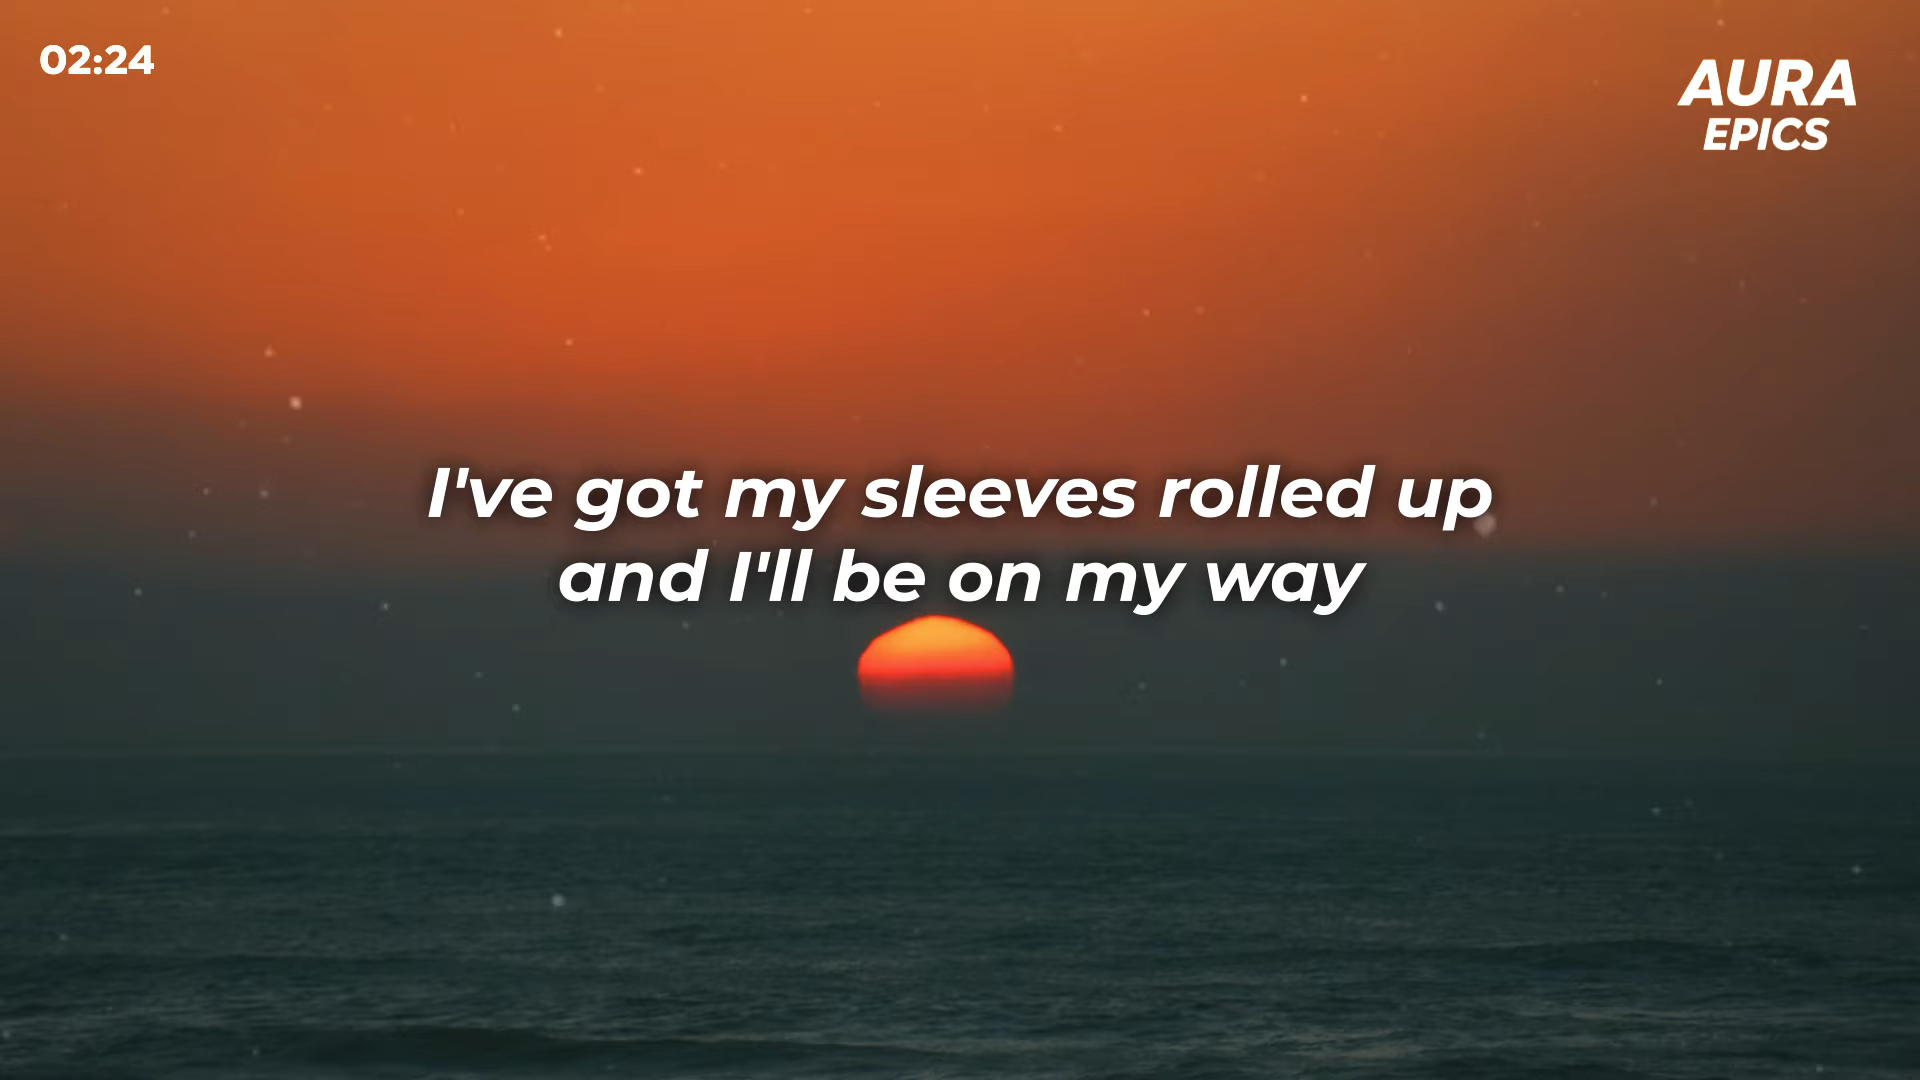 02:24
AURA
EPICS
I've got my sleeves rolled up
and I'll be on my way